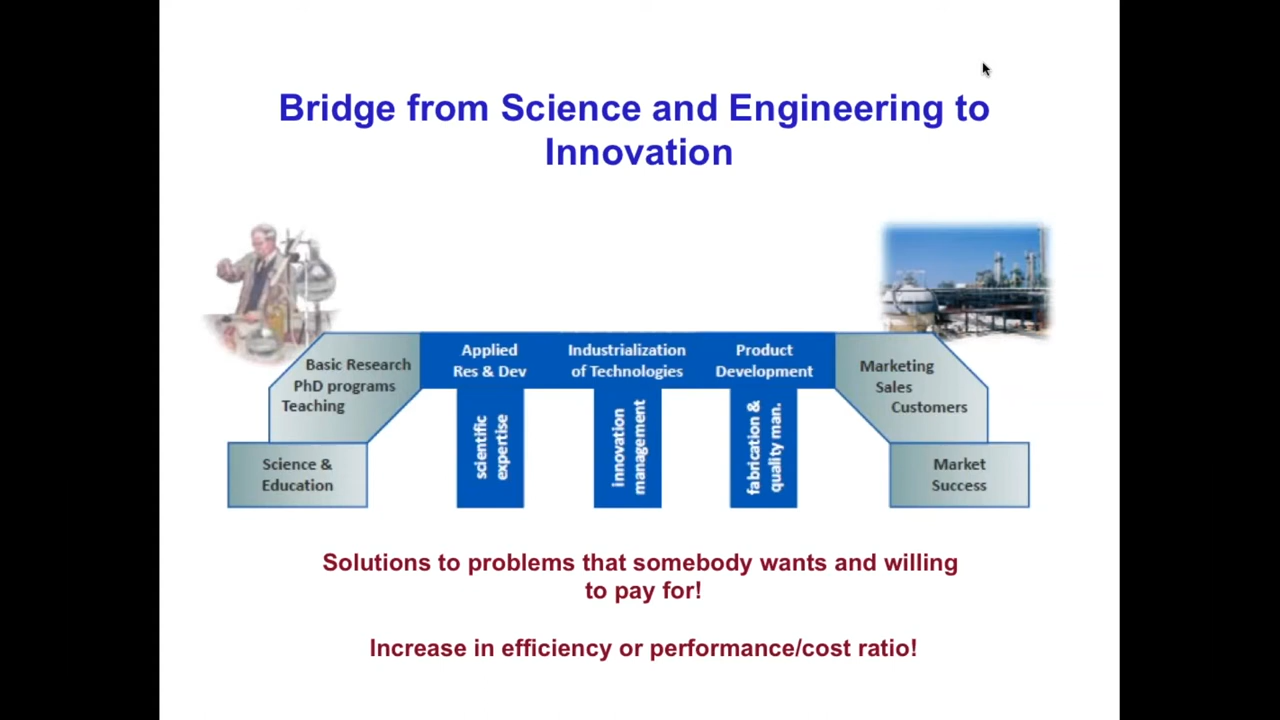 Bridge from Science and Engineering to
Innovation
Basic Research
PhD programs
Teaching
Science &
Education
Applied
Res & Dev
scientific
expertise
Industrialization
of Technologies
innovation
management
Product
Development
fabrication &
quality man.
Marketing
Sales
Customers
Market
Success
Solutions to problems that somebody wants and willing
to pay for!
Increase in efficiency or performance/cost ratio!